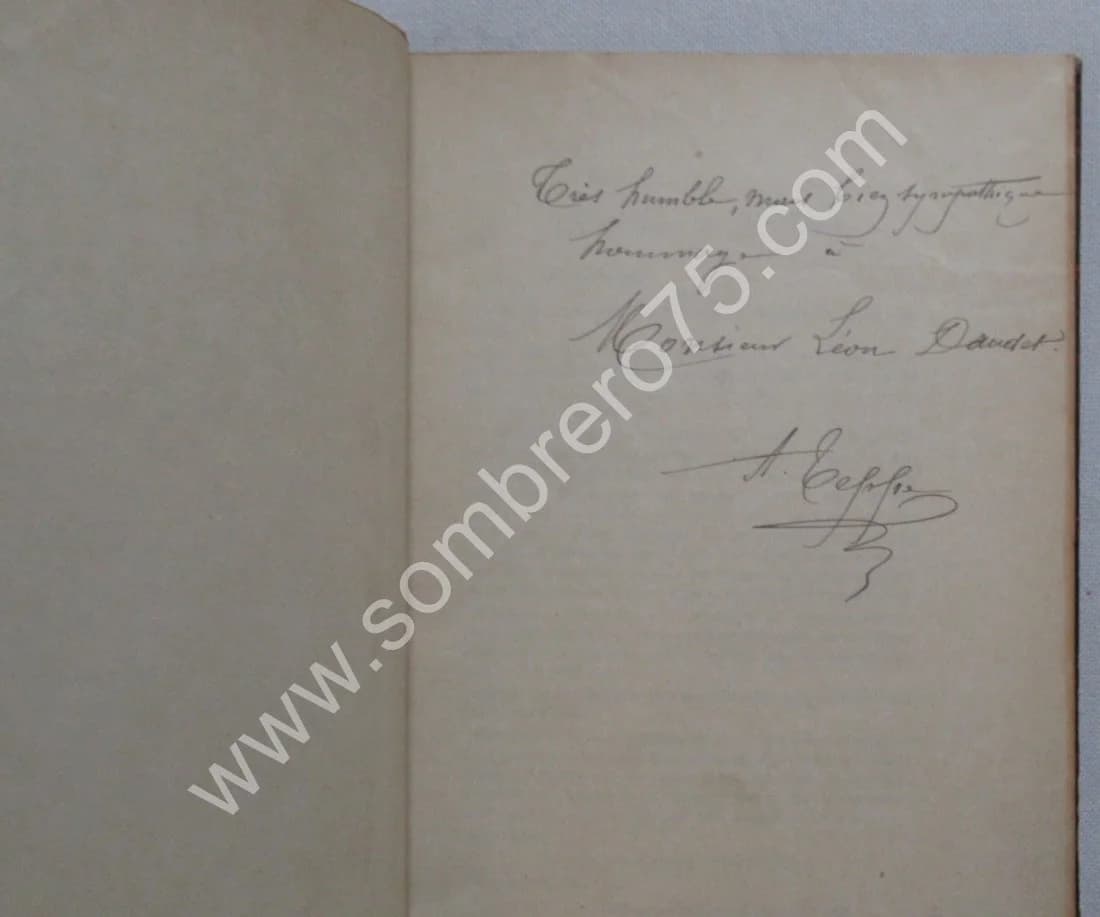 Très humble, mais bien sympathique
hommage à
Monsieur Léon Daudet.
A.
www.sombrero75.com